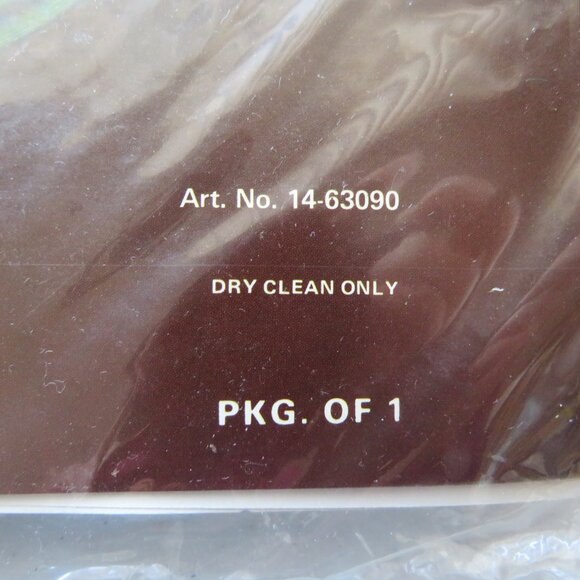 Art. No. 14-63090
DRY CLEAN ONLY
PKG. OF 1